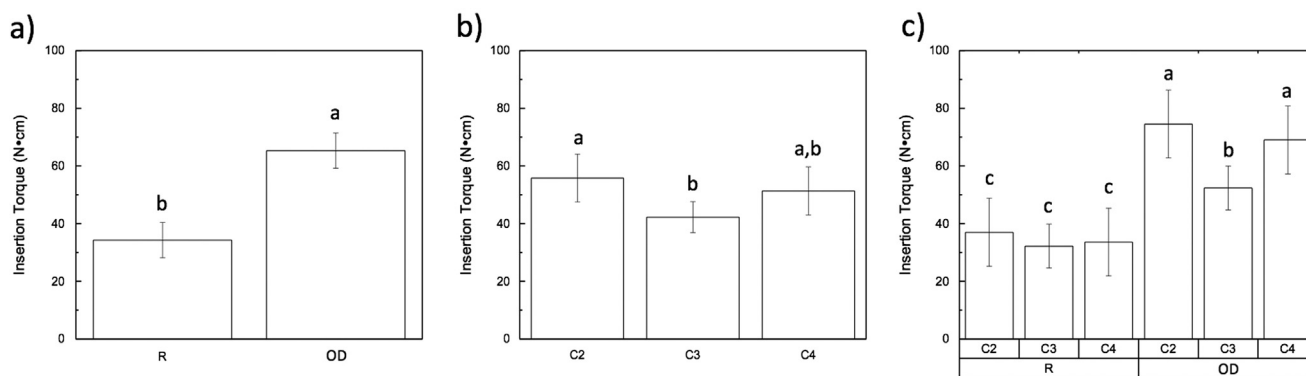 a)
Insertion Torque (N•cm)
100
80
60
40
20
0
b
a
R
OD
b)
Insertion Torque (N•cm)
100
80
60
40
20
0
a
b
a,b
C2
C3
C4
c)
Insertion Torque (N•cm)
100
80
60
40
20
0
c
c
c
a
b
a
C2 C3 C4 C2 C3 C4
R OD